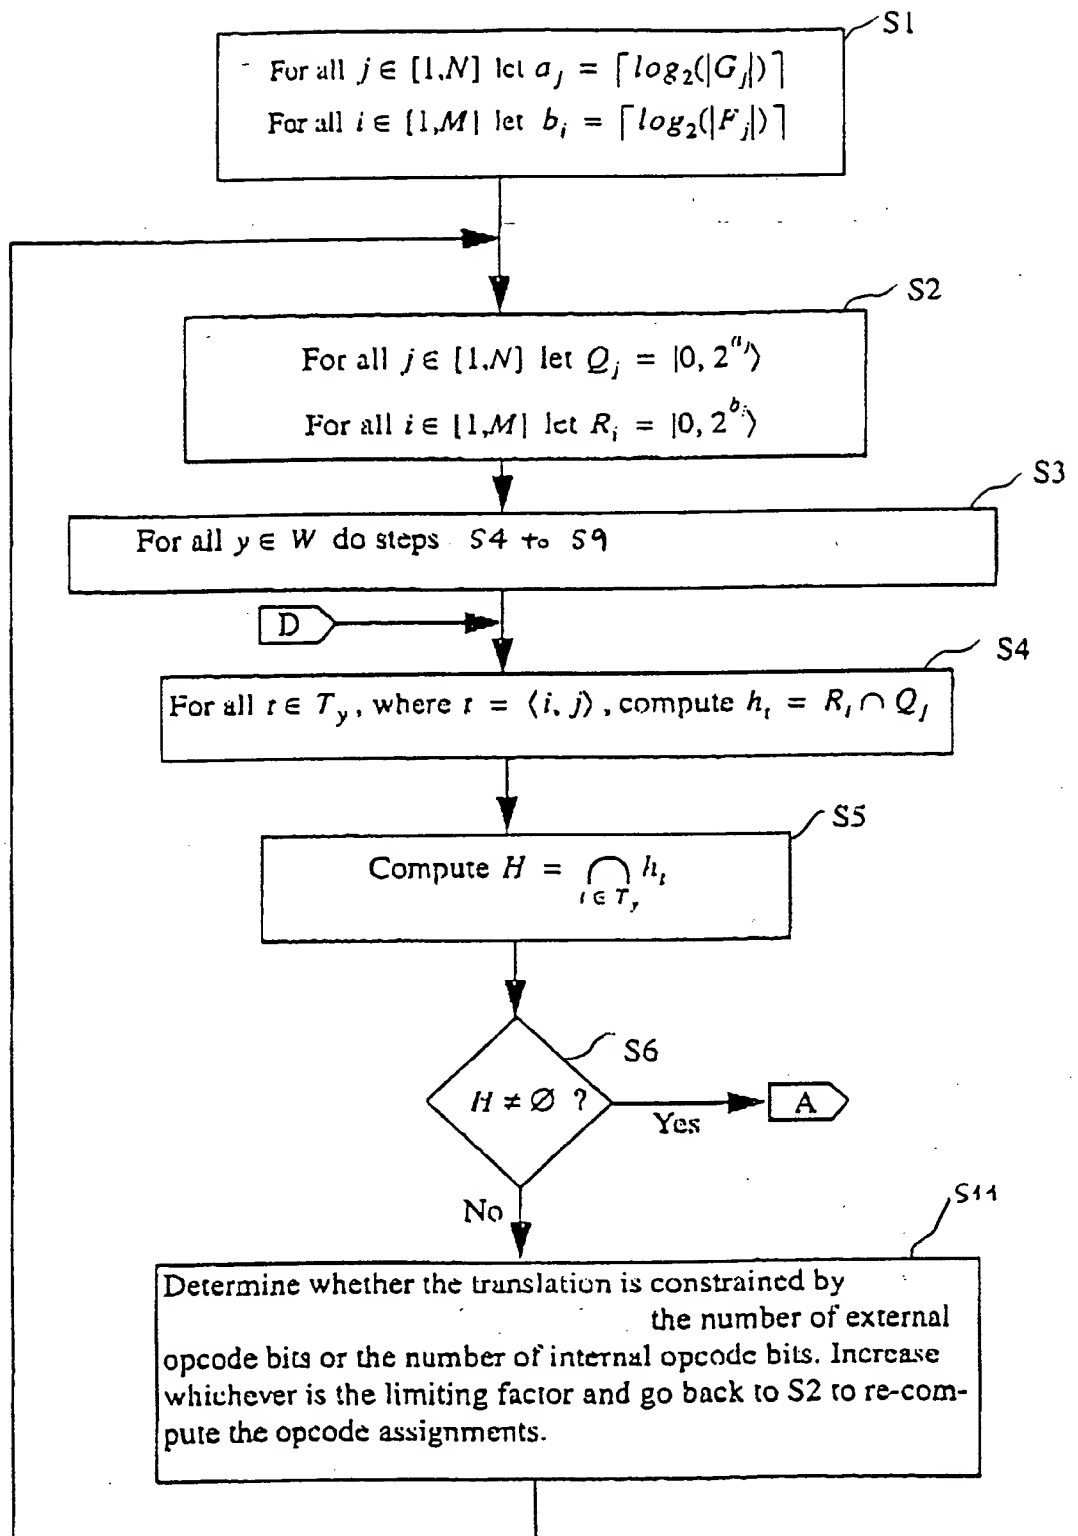 S1
For all j ∈ [1,N] let a_j = ⌈log₂(|G_j|)⌉
For all i ∈ [1,M] let b_i = ⌈log₂(|F_j|)⌉
S2
For all j ∈ [1,N] let Q_j = |0, 2^{a_j}⟩
For all i ∈ [1,M] let R_i = |0, 2^{b_i}⟩
S3
For all y ∈ W do steps S4 to S9
D
S4
For all t ∈ T_y, where t = ⟨i, j⟩, compute h_t = R_i ∩ Q_j
S5
Compute H = ∩ h_t
t ∈ T_y
S6
H ≠ ∅ ?
Yes
A
No
S11
Determine whether the translation is constrained by
the number of external
opcode bits or the number of internal opcode bits. Increase
whichever is the limiting factor and go back to S2 to re-com-
pute the opcode assignments.